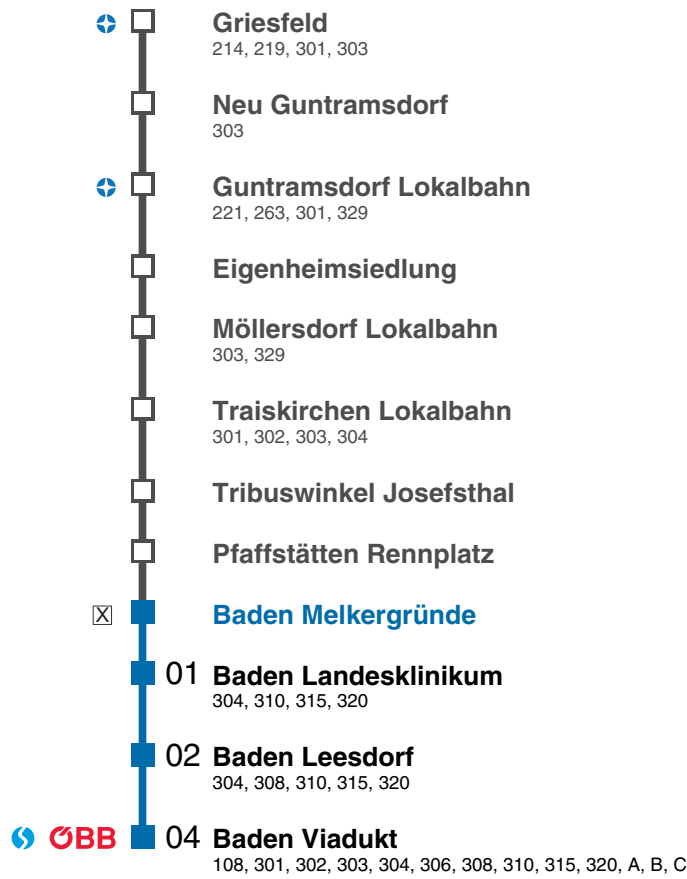 Griesfeld
214, 219, 301, 303
Neu Guntramsdorf
303
Guntramsdorf Lokalbahn
221, 263, 301, 329
Eigenheimsiedlung
Möllersdorf Lokalbahn
303, 329
Traiskirchen Lokalbahn
301, 302, 303, 304
Tribuswinkel Josefsthal
Pfaffstätten Rennplatz
X Baden Melkergründe
01 Baden Landesklinikum
304, 310, 315, 320
02 Baden Leesdorf
304, 308, 310, 315, 320
ÖBB 04 Baden Viadukt
108, 301, 302, 303, 304, 306, 308, 310, 315, 320, A, B, C